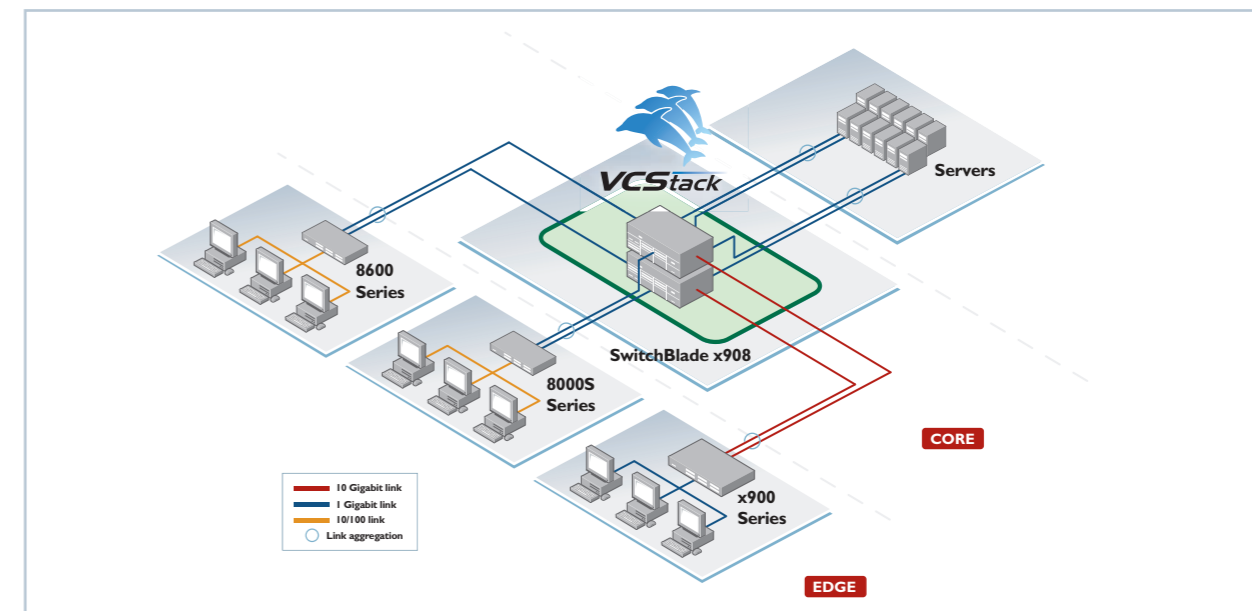 VCStack
Servers
8600
Series
SwitchBlade x908
8000S
Series
CORE
x900
Series
10 Gigabit link
1 Gigabit link
10/100 link
Link aggregation
EDGE